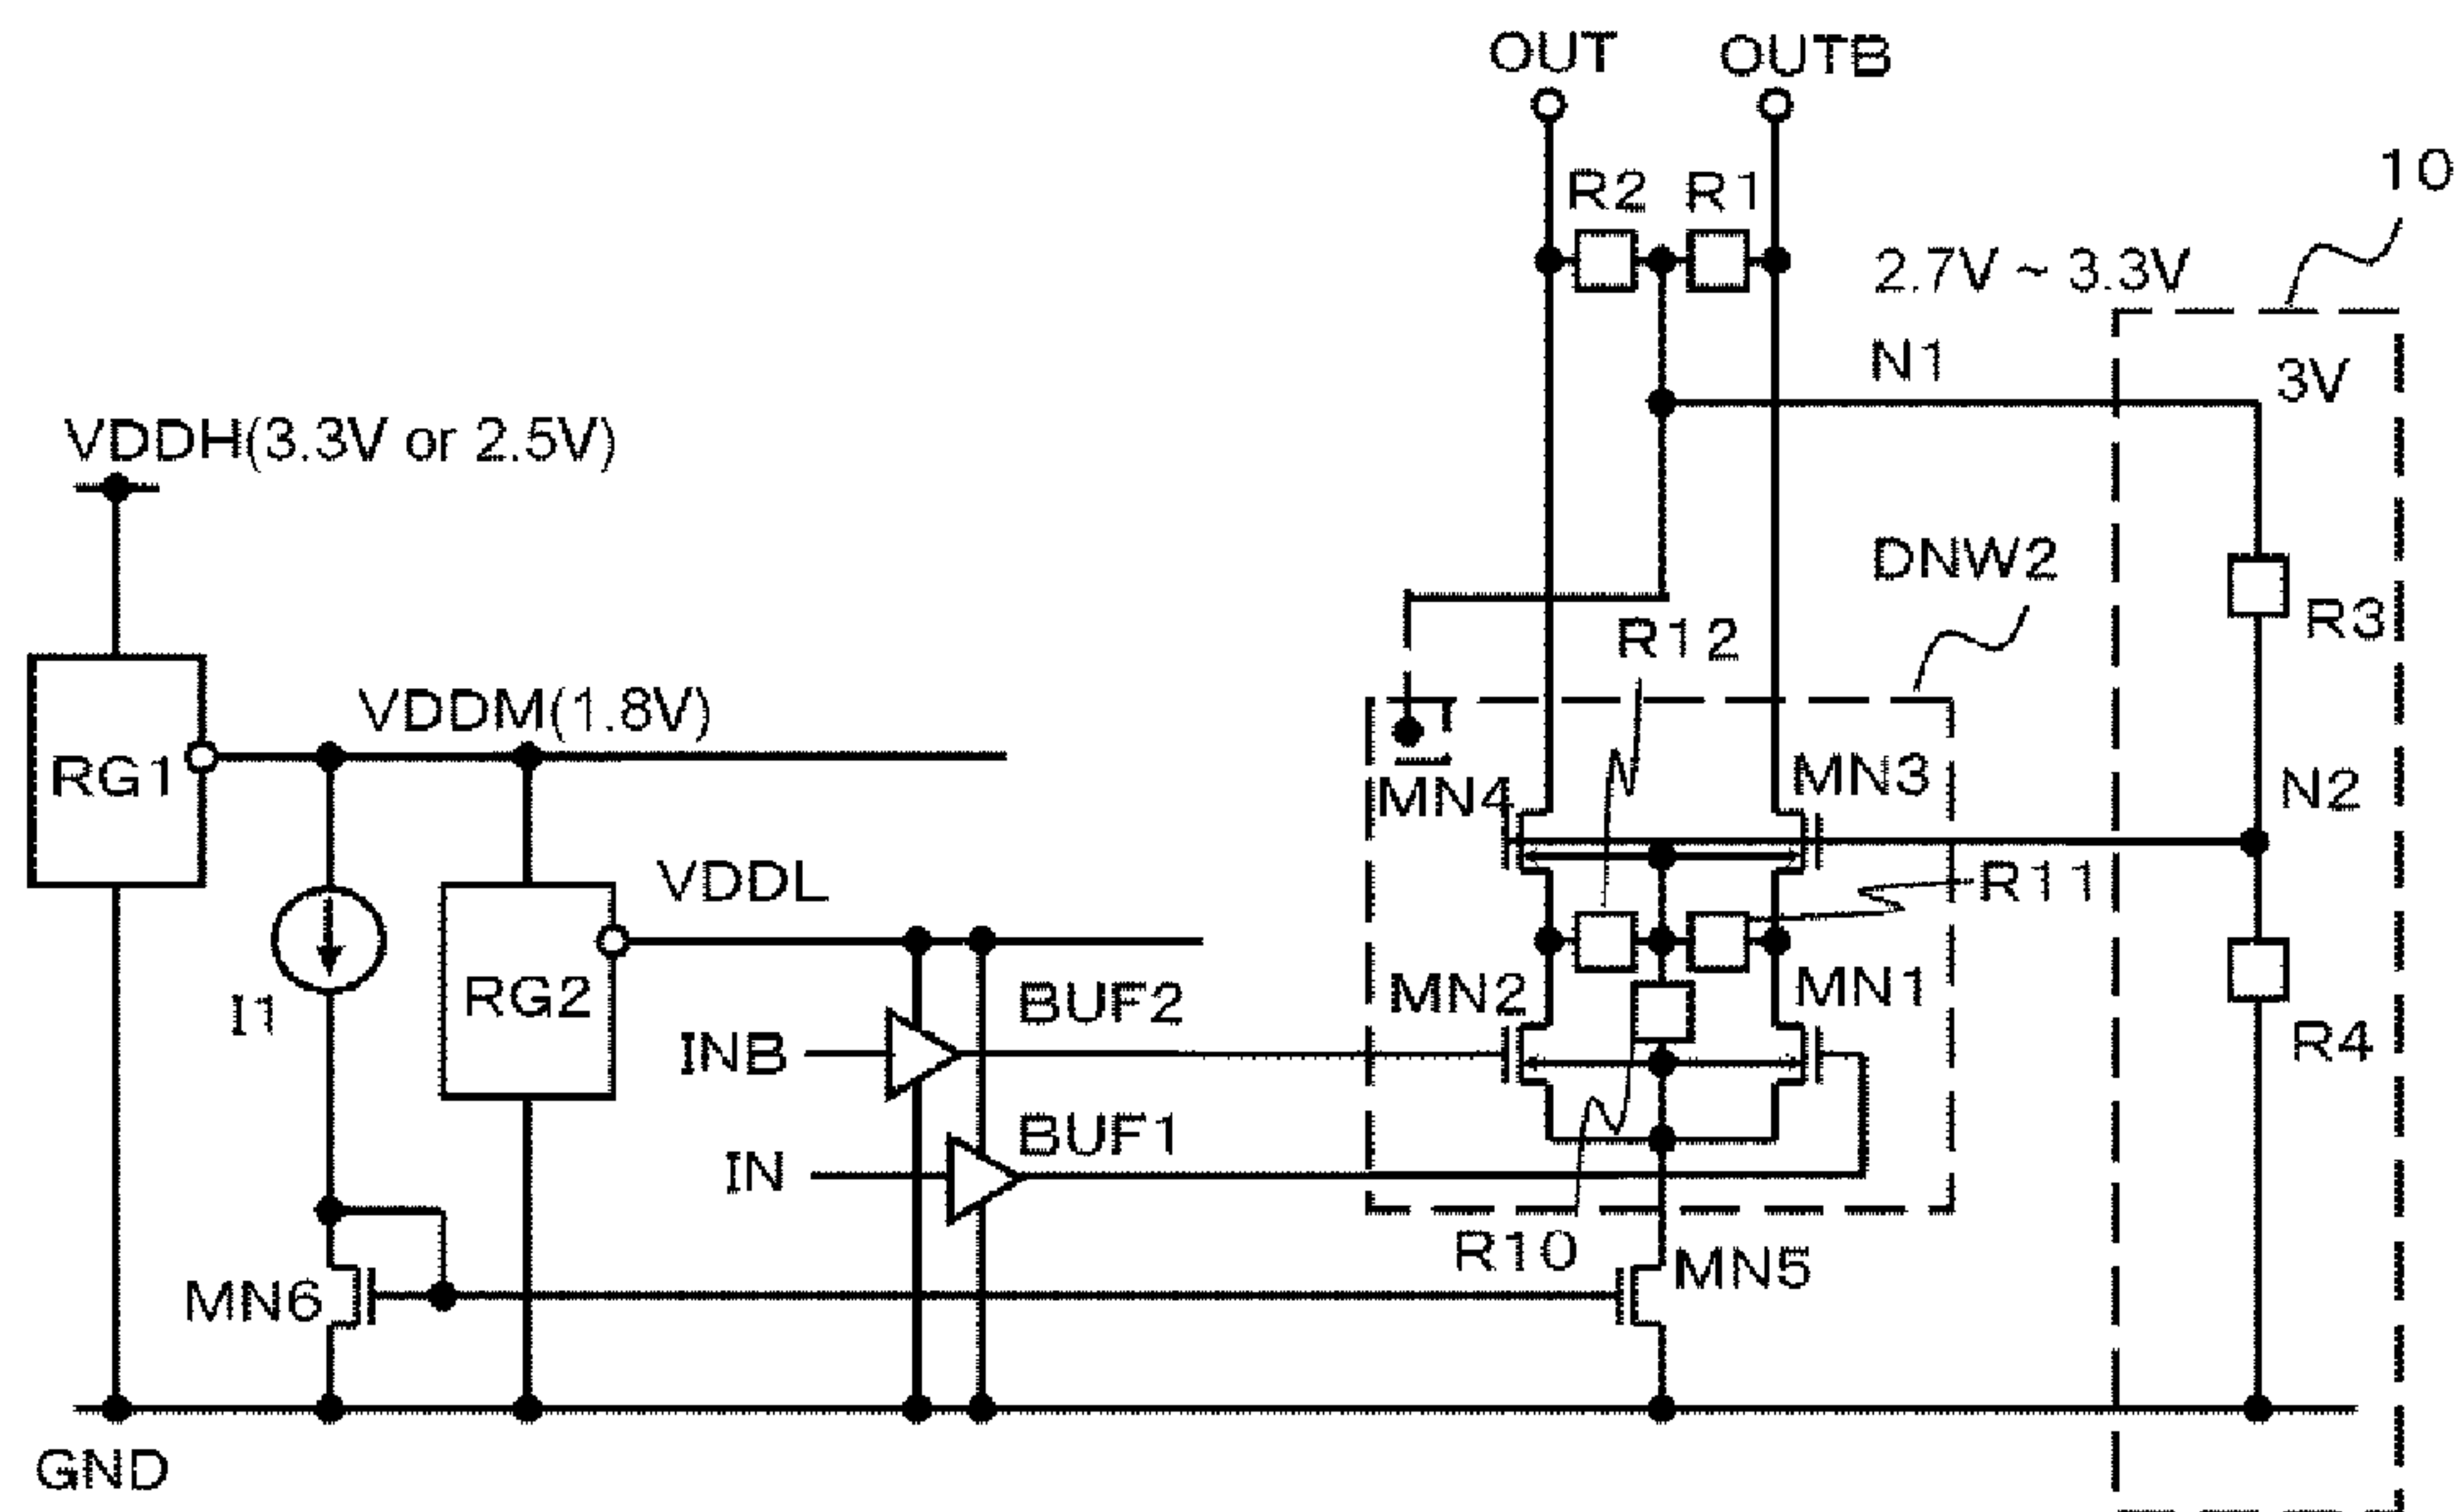 OUT OUTB
R2 R1
10
2.7V ~ 3.3V
N1
3V
VDDH(3.3V or 2.5V)
DNW2
R12
R3
VDDM(1.8V)
RG1
MN4
MN3
N2
VDDL
R11
RG2
I1
BUF2
MN2
MN1
INB
R4
BUF1
IN
R10
MN5
MN6
GND